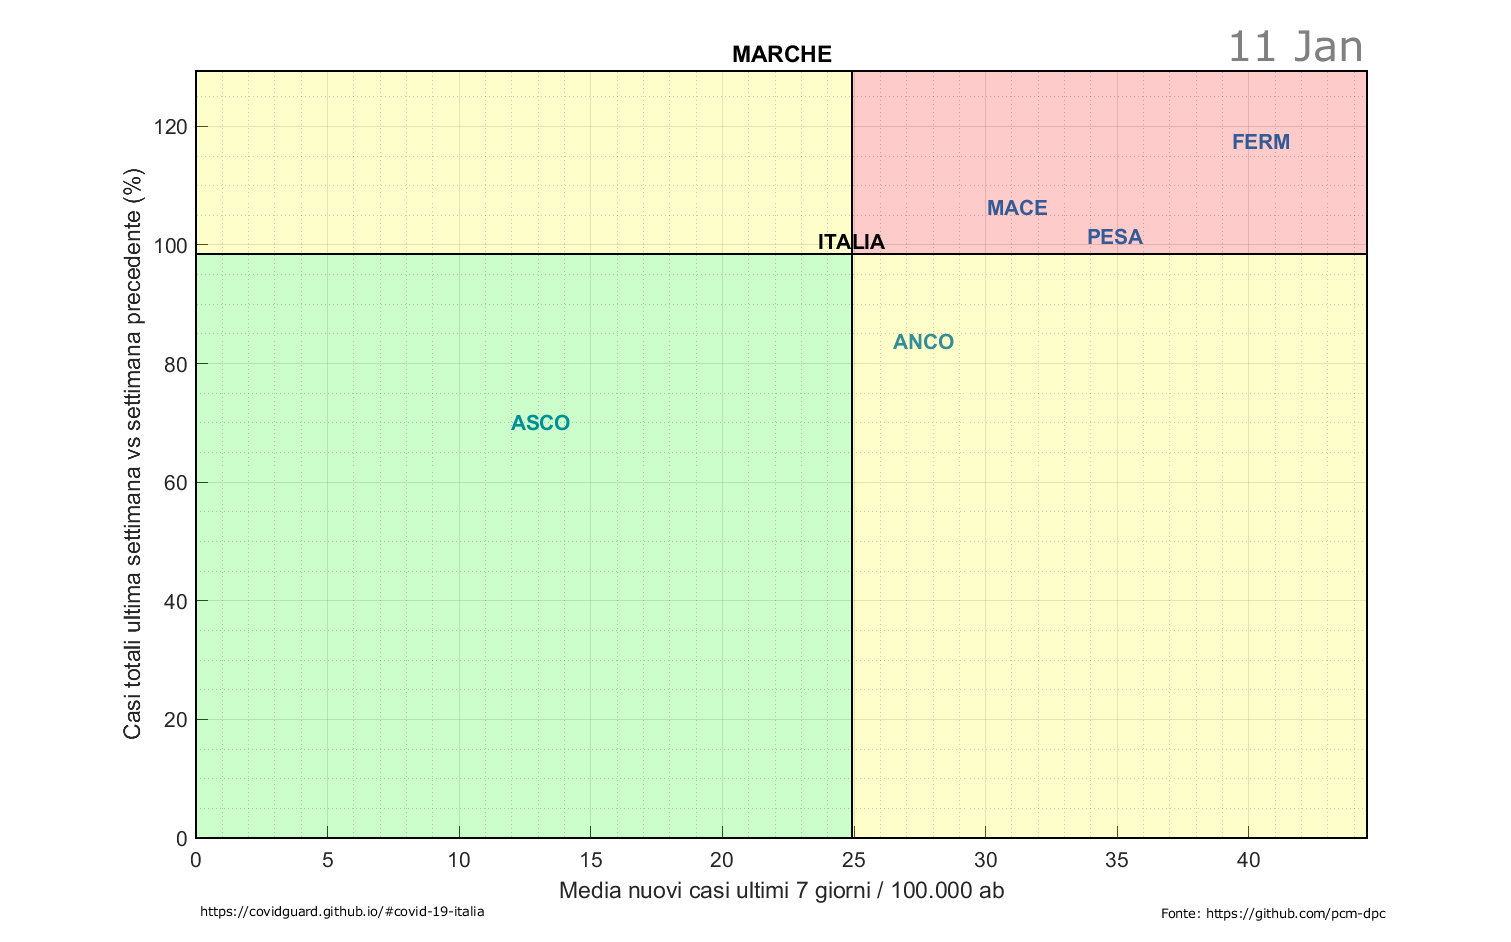 MARCHE
11 Jan
Casi totali ultima settimana vs settimana precedente (%)
120
100
80
60
40
20
0
FERM
MACE
PESA
ITALIA
ANCO
ASCO
0 5 10 15 20 25 30 35 40
Media nuovi casi ultimi 7 giorni / 100.000 ab
https://covidguard.github.io/#covid-19-italia
Fonte: https://github.com/pcm-dpc